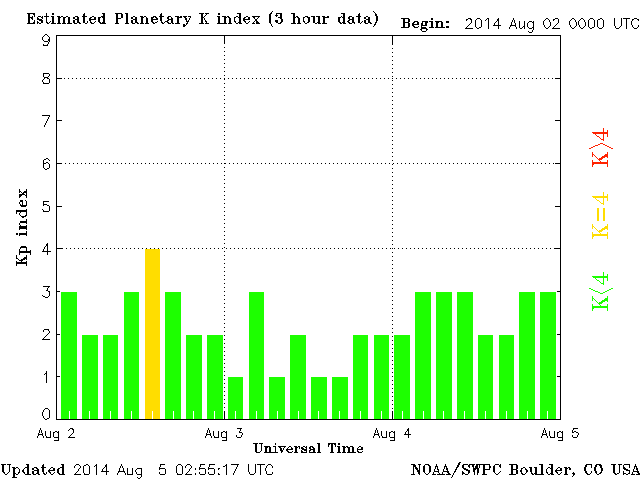 Estimated Planetary K index (3 hour data) Begin: 2014 Aug 02 0000 UTC
9
8
7
6
5
4
3
2
1
0
Kp index
K>4
K=4
K<4
Aug 2 Aug 3 Aug 4 Aug 5
Universal Time
Updated 2014 Aug 5 02:55:17 UTC NOAA/SWPC Boulder, CO USA